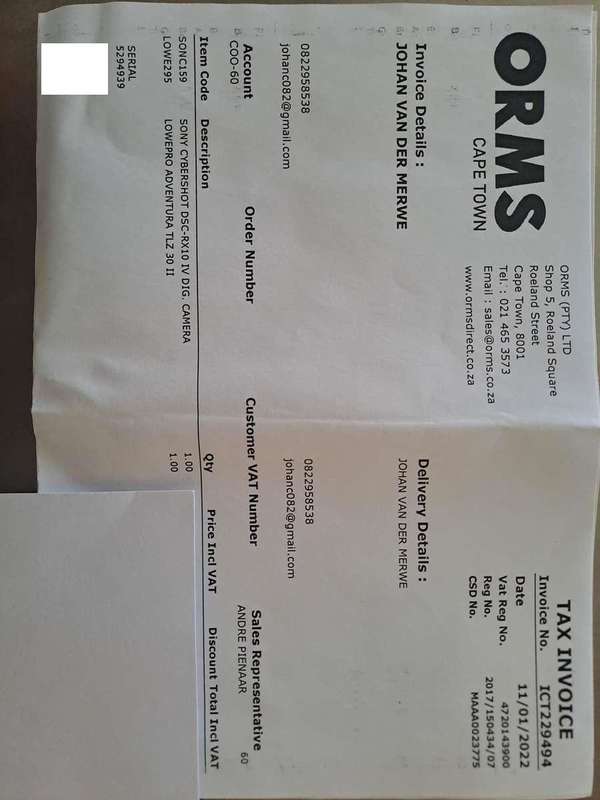 ORMS
CAPE TOWN
ORMS (PTY) LTD
Shop 5, Roeland Square
Roeland Street
Cape Town, 8001
Tel. : 021 465 3573
Email : sales@orms.co.za
www.ormsdirect.co.za
TAX INVOICE
Invoice No. ICT229494
Date 11/01/2022
Vat Reg No. 4720143900
Reg No. 2017/150434/07
CSD No. MAAA0023775
Invoice Details :
JOHAN VAN DER MERWE
0822958538
johanc082@gmail.com
Delivery Details :
JOHAN VAN DER MERWE
0822958538
johanc082@gmail.com
Account Order Number Customer VAT Number Sales Representative
COO-60 ANDRE PIENAAR 60
Item Code Description Qty Price Incl VAT Discount Total Incl VAT
SONC159 SONY CYBERSHOT DSC-RX10 IV DIG. CAMERA 1.00
LOWE295 LOWEPRO ADVENTURA TLZ 30 II 1.00
SERIAL
5294939